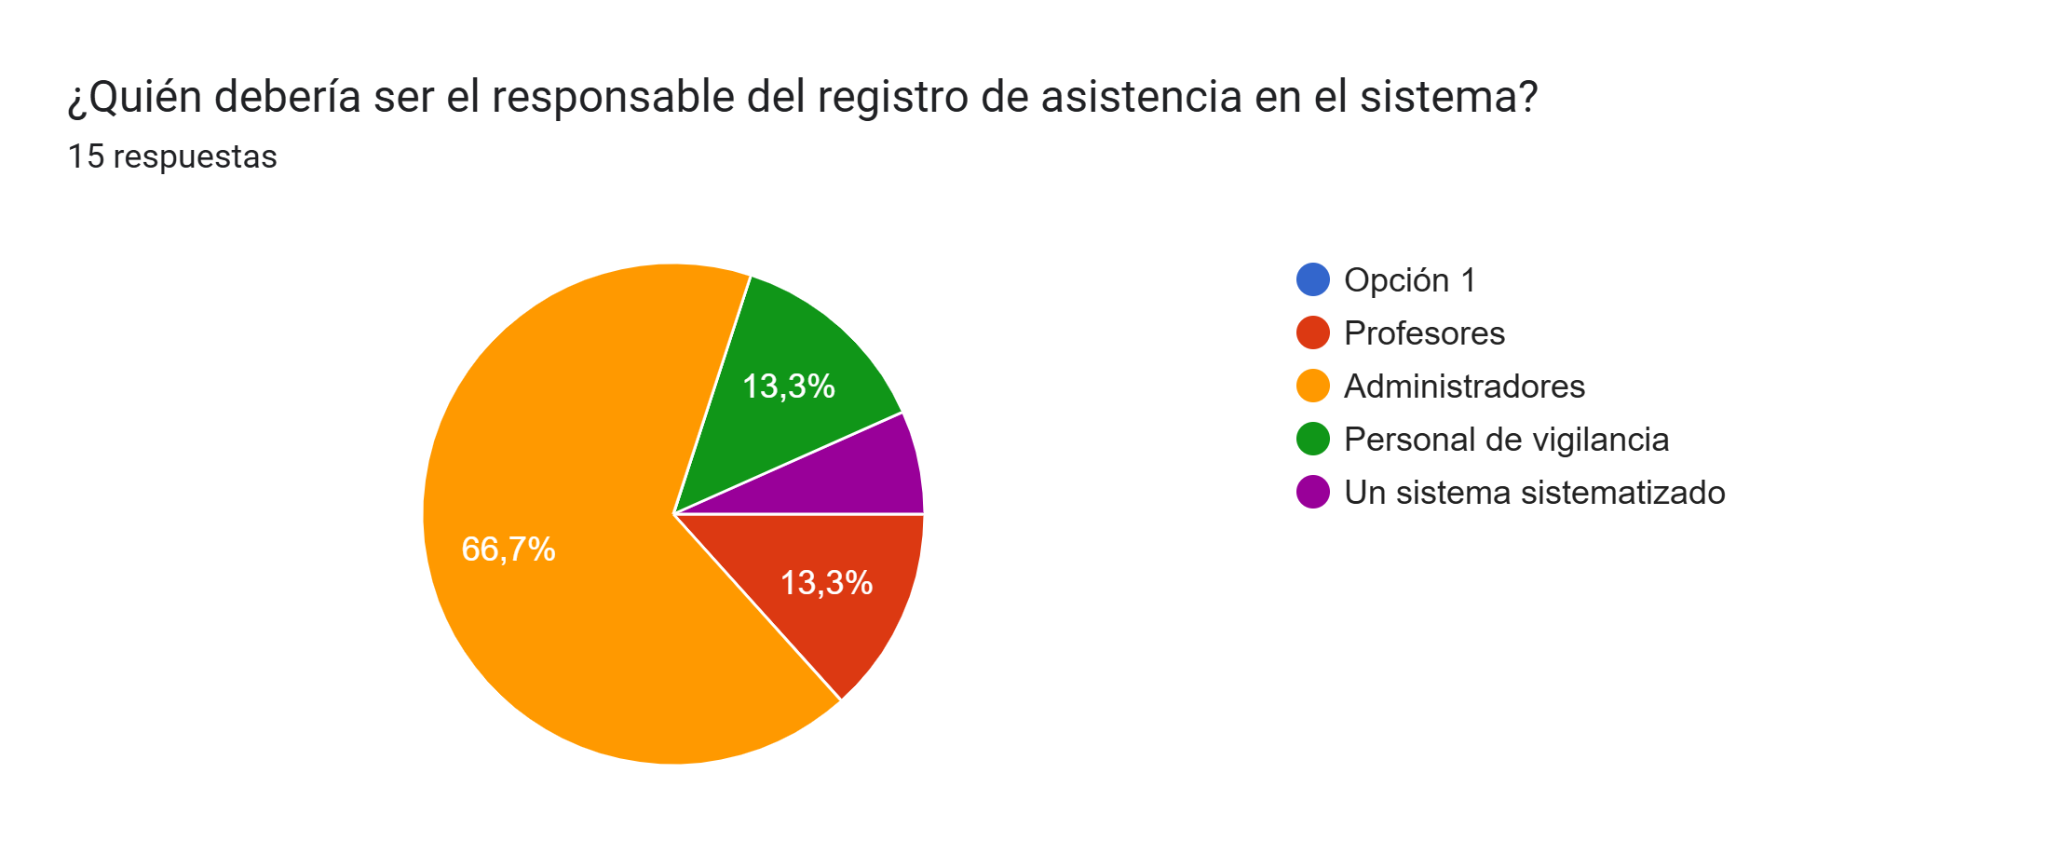 ¿Quién debería ser el responsable del registro de asistencia en el sistema?
15 respuestas
13,3%
66,7%
13,3%
Opción 1
Profesores
Administradores
Personal de vigilancia
Un sistema sistematizado